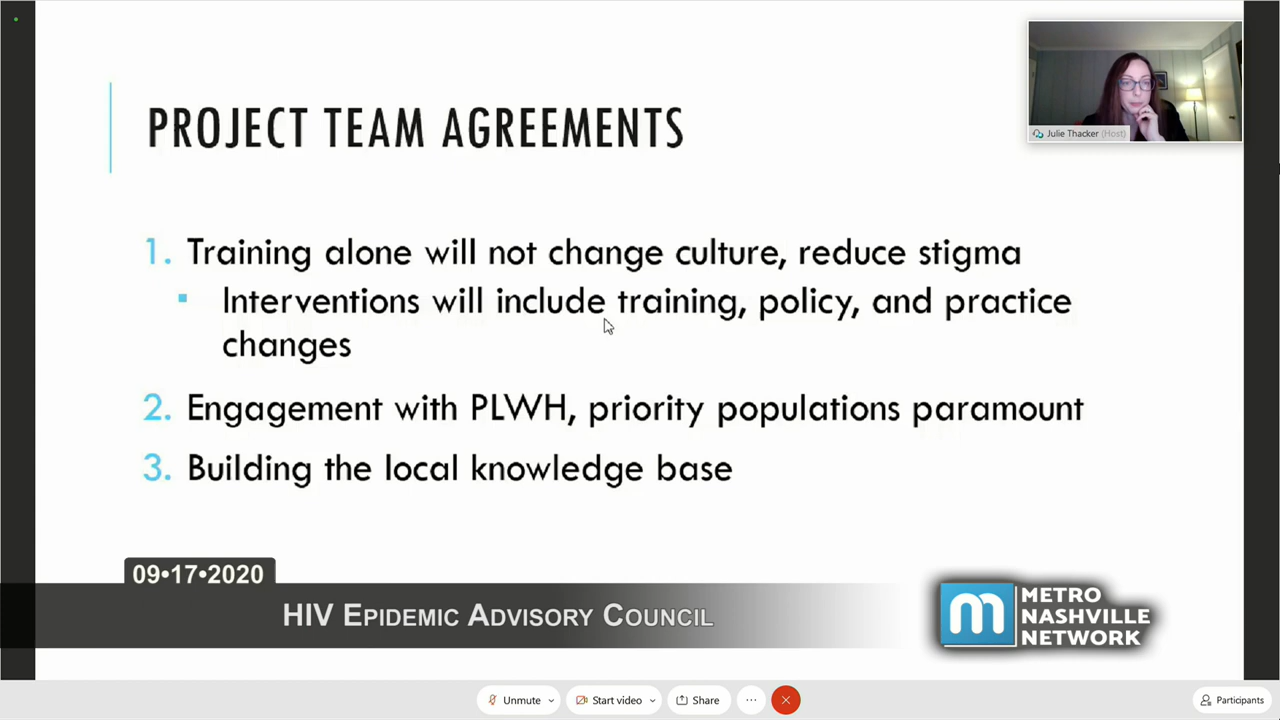 PROJECT TEAM AGREEMENTS
Julie Thacker (Host)
1. Training alone will not change culture, reduce stigma
▪ Interventions will include training, policy, and practice
changes
2. Engagement with PLWH, priority populations paramount
3. Building the local knowledge base
09•17•2020
HIV EPIDEMIC ADVISORY COUNCIL
m METRO
NASHVILLE
NETWORK
Unmute
Start video
Share
Participants